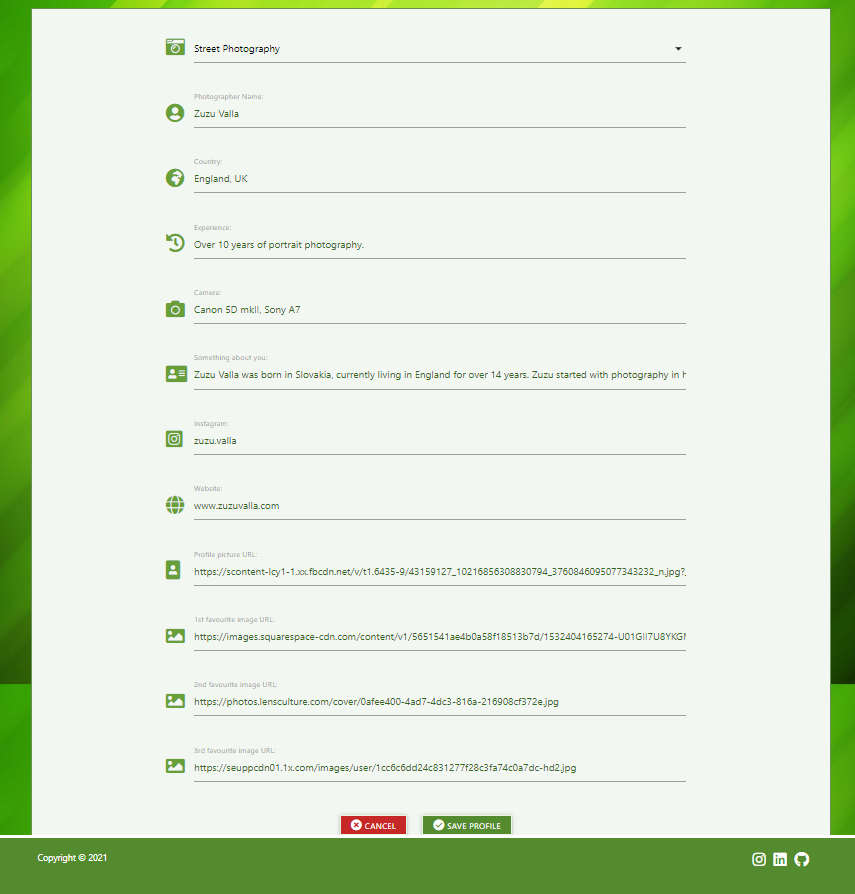 Street Photography
Photographer Name:
Zuzu Valla
Country:
England, UK
Experience:
Over 10 years of portrait photography.
Camera:
Canon 5D mkII, Sony A7
Something about you:
Zuzu Valla was born in Slovakia, currently living in England for over 14 years. Zuzu started with photography in h
Instagram:
zuzu.valla
Website:
www.zuzuvalla.com
Profile picture URL:
https://scontent-lcy1-1.xx.fbcdn.net/v/t1.6435-9/43159127_10216856308830794_3760846095077343232_n.jpg?_
1st favourite image URL:
https://images.squarespace-cdn.com/content/v1/5651541ae4b0a58f18513b7d/1532404165274-U01GII7U8YKGN
2nd favourite image URL:
https://photos.lensculture.com/cover/0afee400-4ad7-4dc3-816a-216908cf372e.jpg
3rd favourite image URL:
https://seuppcdn01.1x.com/images/user/1cc6c6dd24c831277f28c3fa74c0a7dc-hd2.jpg
CANCEL SAVE PROFILE
Copyright © 2021